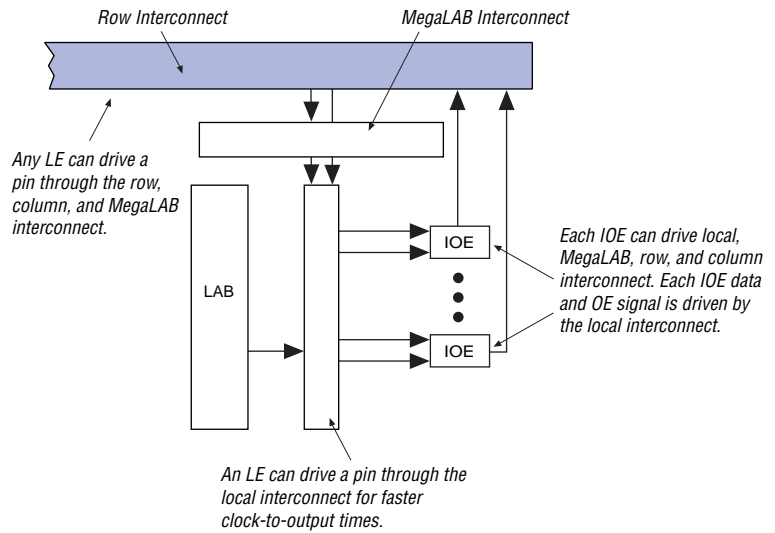 Row Interconnect
MegaLAB Interconnect
Any LE can drive a
pin through the row,
column, and MegaLAB
interconnect.
LAB
IOE
IOE
Each IOE can drive local,
MegaLAB, row, and column
interconnect. Each IOE data
and OE signal is driven by
the local interconnect.
An LE can drive a pin through the
local interconnect for faster
clock-to-output times.